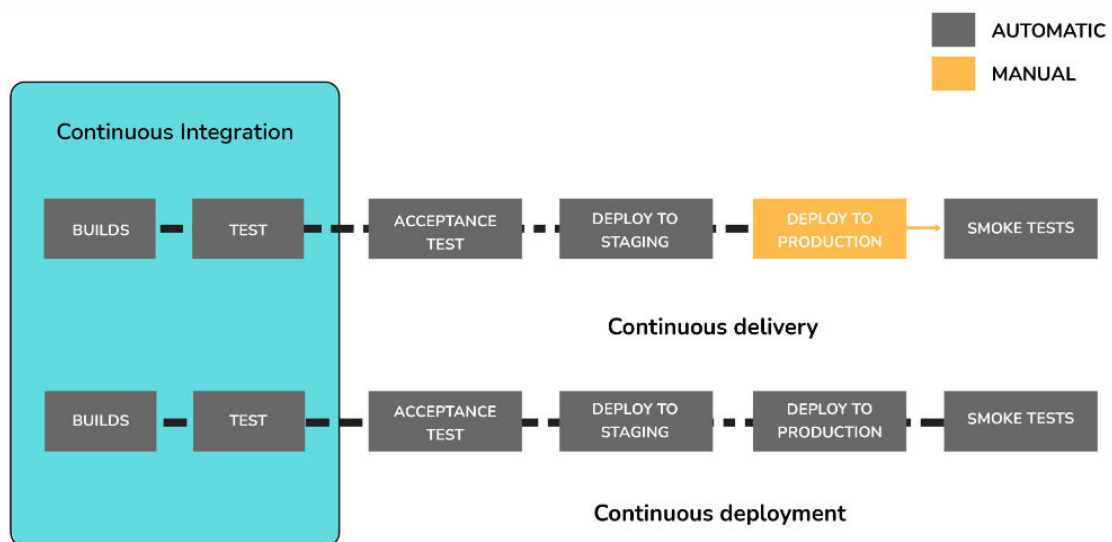 AUTOMATIC
MANUAL
Continuous Integration
BUILDS
TEST
ACCEPTANCE
TEST
DEPLOY TO
STAGING
DEPLOY TO
PRODUCTION
SMOKE TESTS
Continuous delivery
BUILDS
TEST
ACCEPTANCE
TEST
DEPLOY TO
STAGING
DEPLOY TO
PRODUCTION
SMOKE TESTS
Continuous deployment